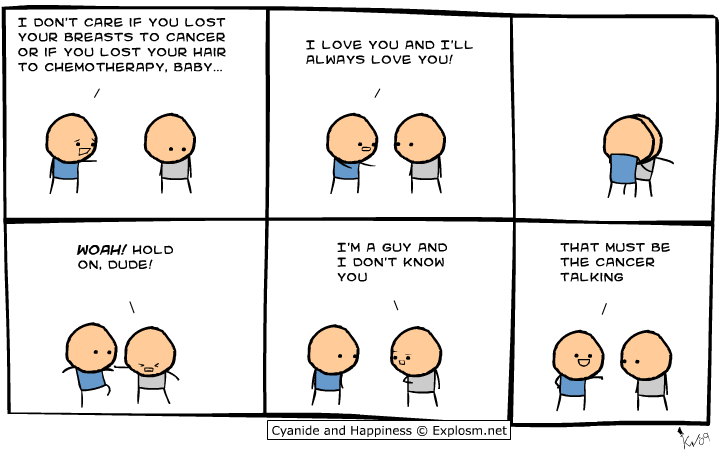 I DON'T CARE IF YOU LOST
YOUR BREASTS TO CANCER
OR IF YOU LOST YOUR HAIR
TO CHEMOTHERAPY, BABY...
I LOVE YOU AND I'LL
ALWAYS LOVE YOU!
WOAH! HOLD
ON, DUDE!
I'M A GUY AND
I DON'T KNOW
YOU
THAT MUST BE
THE CANCER
TALKING
Cyanide and Happiness © Explosm.net